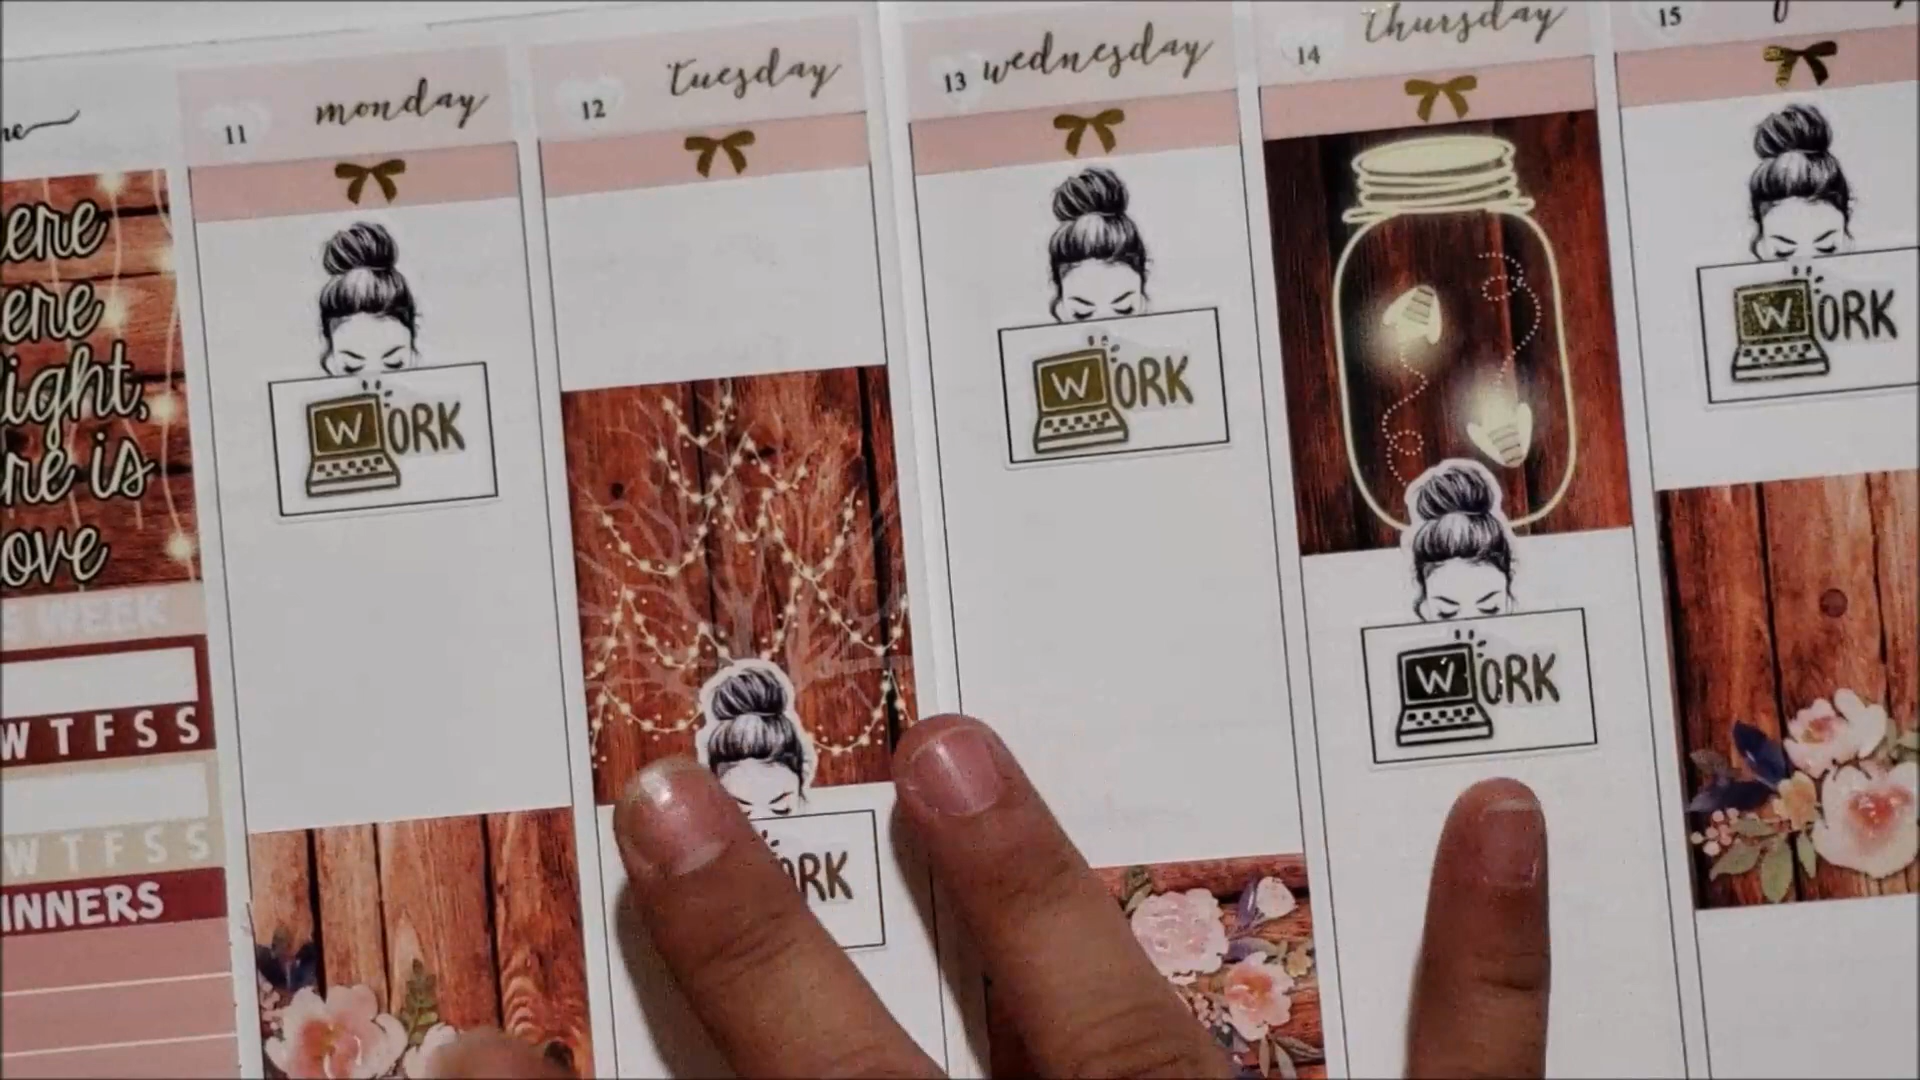 11 monday
12 tuesday
13 wednesday
14 thursday
15
ere
ere
ight,
re is
ove
WEEK
W T F S S
W T F S S
INNERS
WORK
ORK
WORK
WORK
WORK